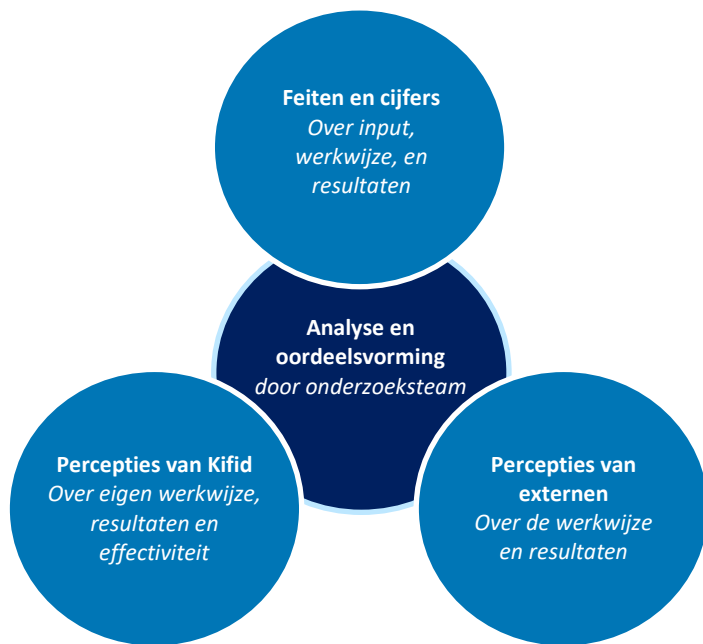 Feiten en cijfers
Over input,
werkwijze, en
resultaten
Analyse en
oordeelsvorming
door onderzoeksteam
Percepties van Kifid
Over eigen werkwijze,
resultaten en
effectiviteit
Percepties van
externen
Over de werkwijze
en resultaten